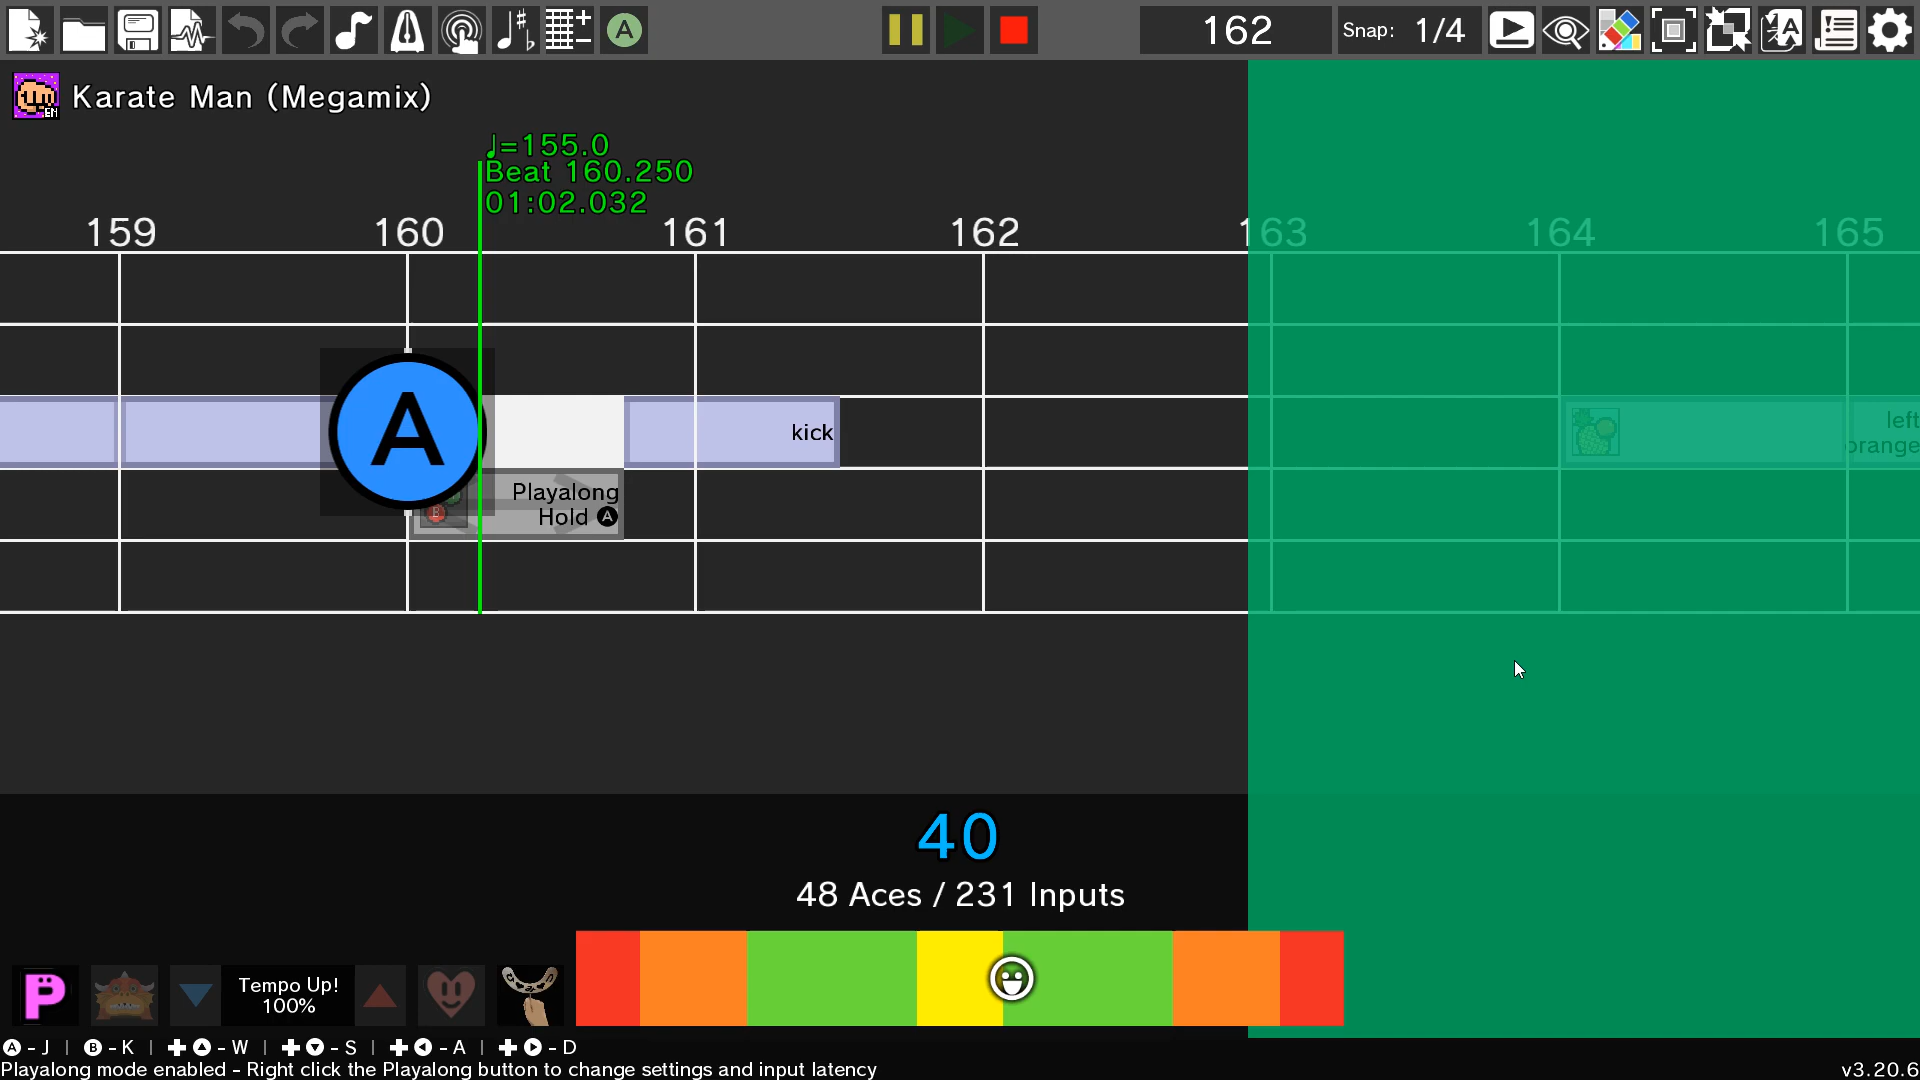 A
162
Snap: 1/4
A
EN
Karate Man (Megamix)
♩=155.0
Beat 160.250
01:02.032
159 160 161 162 163 164 165
A
kick
left
orange
B
Playalong
Hold A
40
48 Aces / 231 Inputs
P
Tempo Up!
100%
A - J | B - K | ▲ - W | ▼ - S | ◀ - A | ▶ - D
Playalong mode enabled - Right click the Playalong button to change settings and input latency
v3.20.6